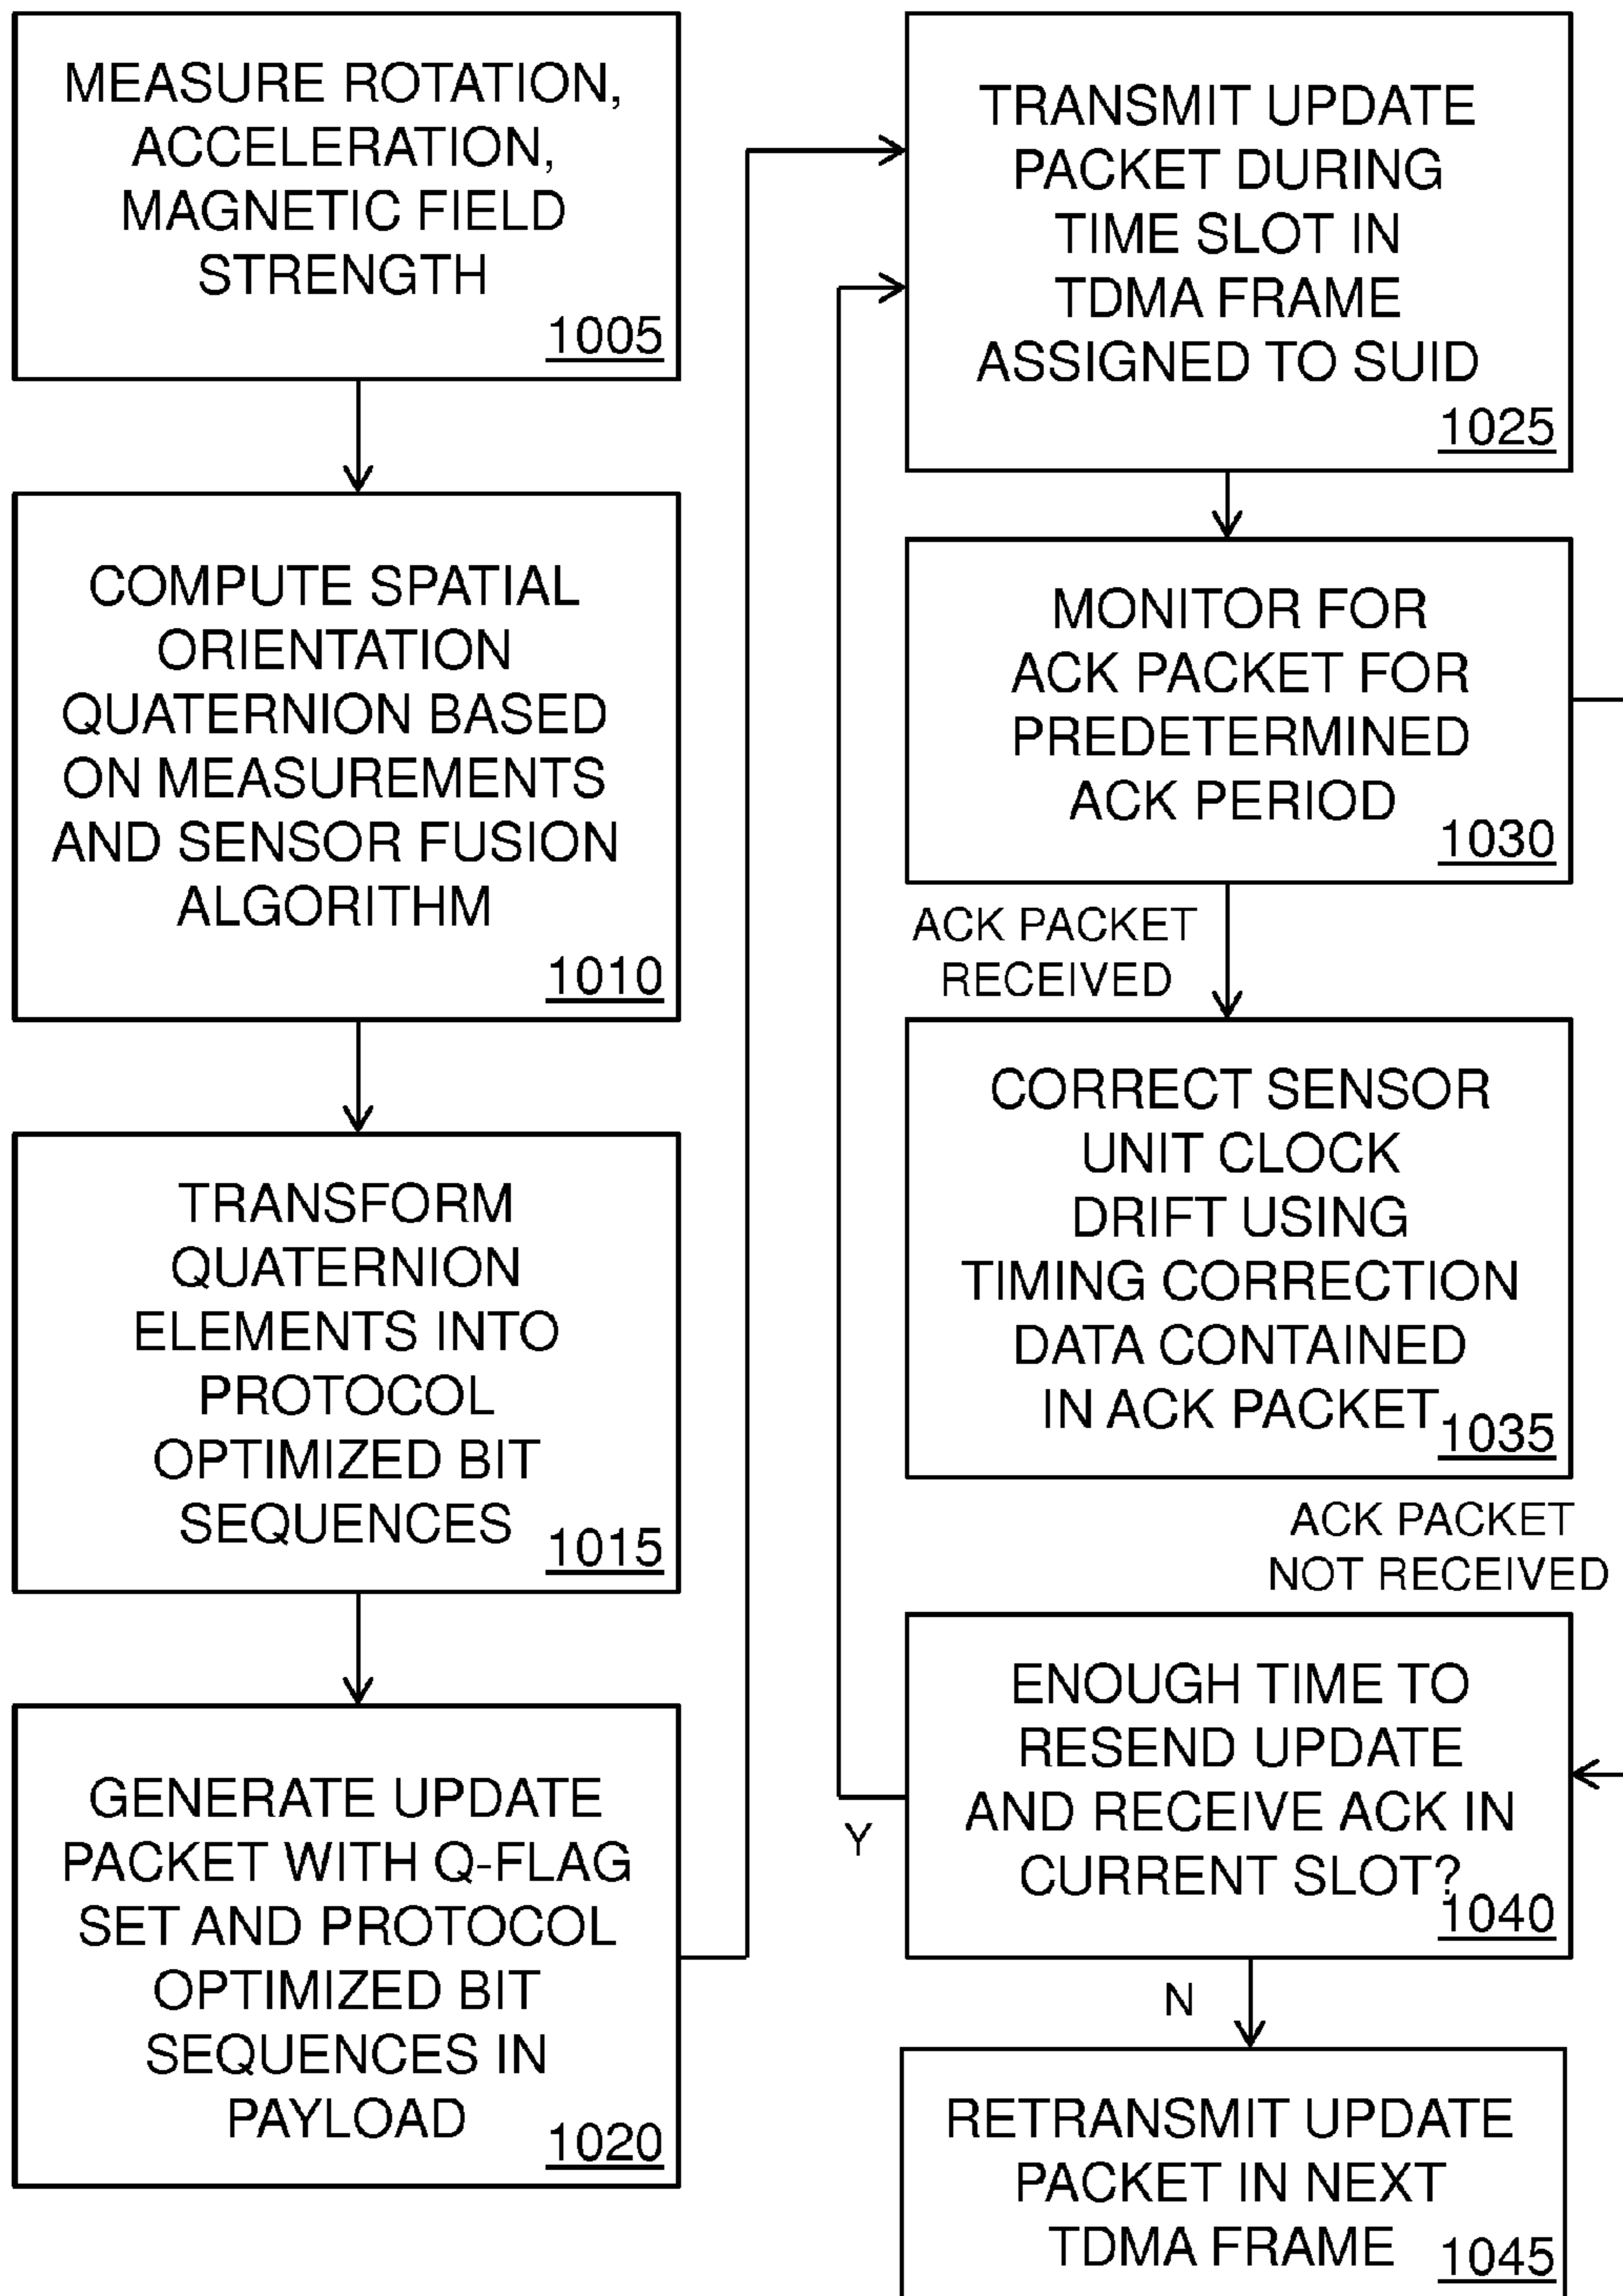 MEASURE ROTATION,
ACCELERATION,
MAGNETIC FIELD
STRENGTH
1005
COMPUTE SPATIAL
ORIENTATION
QUATERNION BASED
ON MEASUREMENTS
AND SENSOR FUSION
ALGORITHM
1010
TRANSFORM
QUATERNION
ELEMENTS INTO
PROTOCOL
OPTIMIZED BIT
SEQUENCES
1015
GENERATE UPDATE
PACKET WITH Q-FLAG
SET AND PROTOCOL
OPTIMIZED BIT
SEQUENCES IN
PAYLOAD
1020
TRANSMIT UPDATE
PACKET DURING
TIME SLOT IN
TDMA FRAME
ASSIGNED TO SUID
1025
MONITOR FOR
ACK PACKET FOR
PREDETERMINED
ACK PERIOD
1030
ACK PACKET
RECEIVED
CORRECT SENSOR
UNIT CLOCK
DRIFT USING
TIMING CORRECTION
DATA CONTAINED
IN ACK PACKET
1035
ACK PACKET
NOT RECEIVED
ENOUGH TIME TO
RESEND UPDATE
AND RECEIVE ACK IN
CURRENT SLOT?
1040
Y
N
RETRANSMIT UPDATE
PACKET IN NEXT
TDMA FRAME
1045